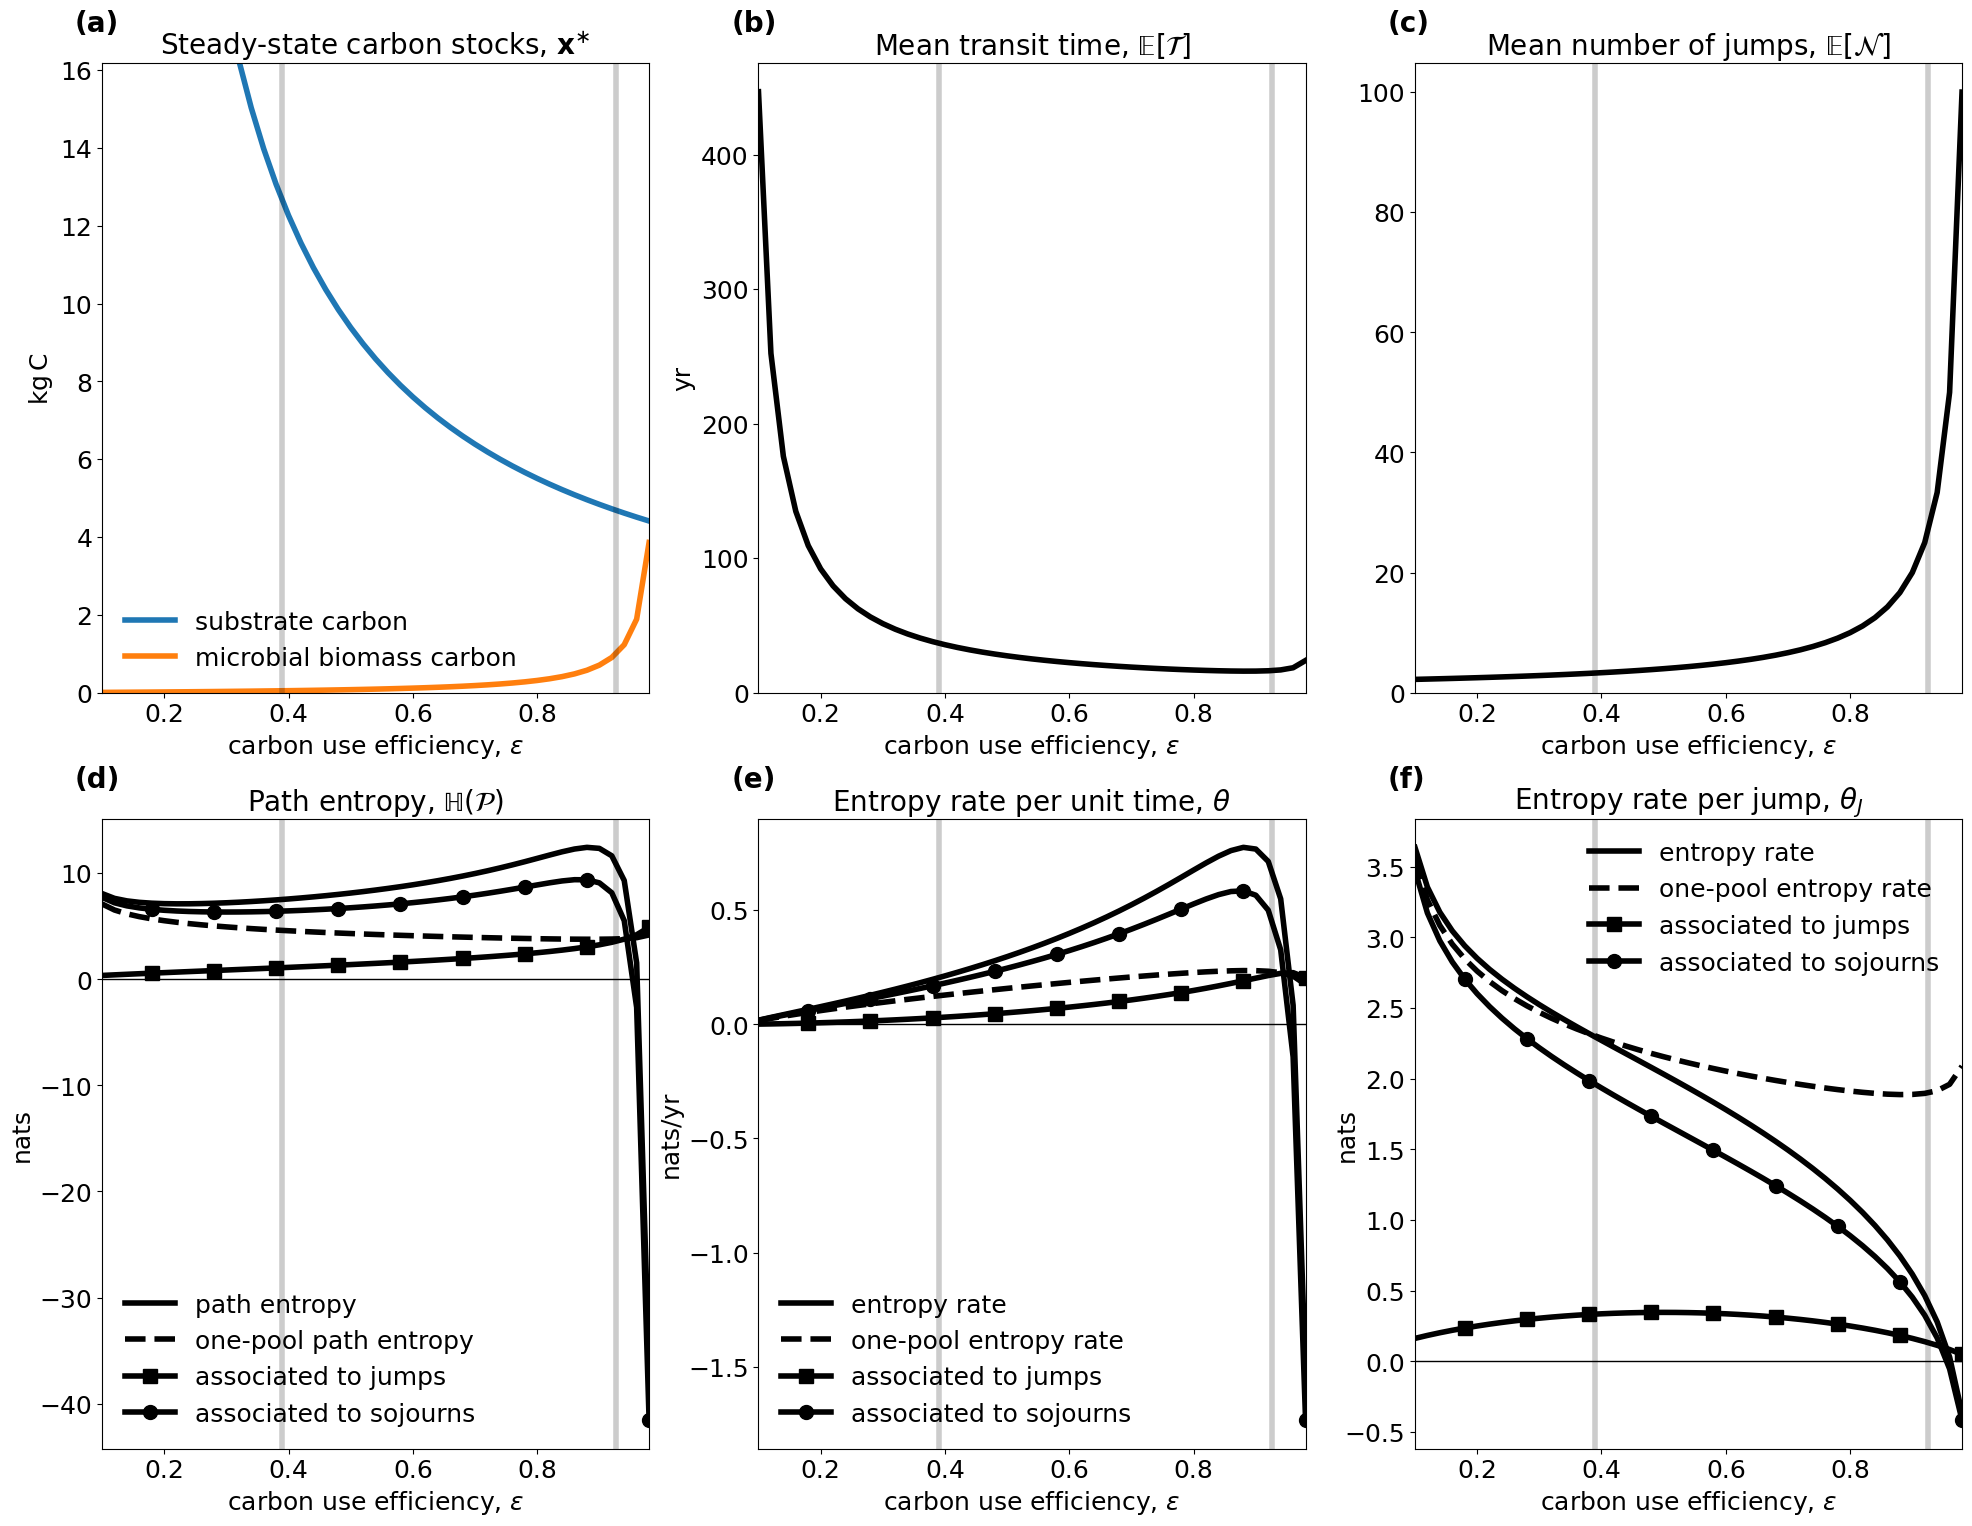 (a)
Steady-state carbon stocks, x*
16
14
12
10
8
6
4
2
0
kg C
substrate carbon
microbial biomass carbon
0.2 0.4 0.6 0.8
carbon use efficiency, ε
(b)
Mean transit time, 𝔼[𝒯]
400
300
200
100
0
yr
0.2 0.4 0.6 0.8
carbon use efficiency, ε
(c)
Mean number of jumps, 𝔼[𝒩]
100
80
60
40
20
0
0.2 0.4 0.6 0.8
carbon use efficiency, ε
(d)
Path entropy, ℍ(𝒫)
10
0
−10
−20
−30
−40
nats
path entropy
one-pool path entropy
associated to jumps
associated to sojourns
0.2 0.4 0.6 0.8
carbon use efficiency, ε
(e)
Entropy rate per unit time, θ
0.5
0.0
−0.5
−1.0
−1.5
nats/yr
entropy rate
one-pool entropy rate
associated to jumps
associated to sojourns
0.2 0.4 0.6 0.8
carbon use efficiency, ε
(f)
Entropy rate per jump, θ_J
entropy rate
one-pool entropy rate
associated to jumps
associated to sojourns
3.5
3.0
2.5
2.0
1.5
1.0
0.5
0.0
−0.5
nats
0.2 0.4 0.6 0.8
carbon use efficiency, ε